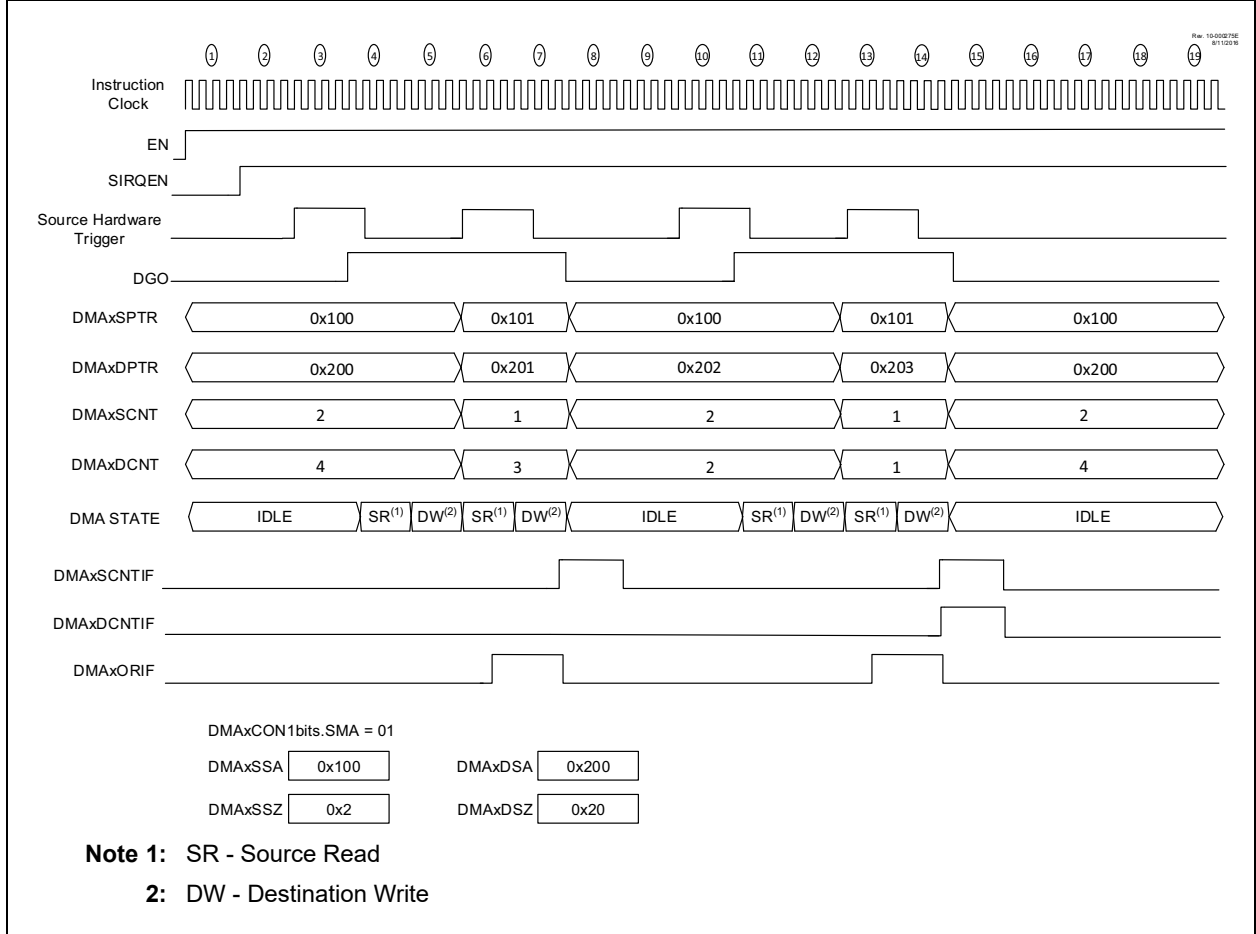 Rev. 10-000275E
8/11/2016
1 2 3 4 5 6 7 8 9 10 11 12 13 14 15 16 17 18 19
Instruction
Clock
EN
SIRQEN
Source Hardware
Trigger
DGO
DMAxSPTR 0x100 0x101 0x100 0x101 0x100
DMAxDPTR 0x200 0x201 0x202 0x203 0x200
DMAxSCNT 2 1 2 1 2
DMAxDCNT 4 3 2 1 4
DMA STATE IDLE SR(1) DW(2) SR(1) DW(2) IDLE SR(1) DW(2) SR(1) DW(2) IDLE
DMAxSCNTIF
DMAxDCNTIF
DMAxORIF
DMAxCON1bits.SMA = 01
DMAxSSA 0x100 DMAxDSA 0x200
DMAxSSZ 0x2 DMAxDSZ 0x20
Note 1: SR - Source Read
2: DW - Destination Write